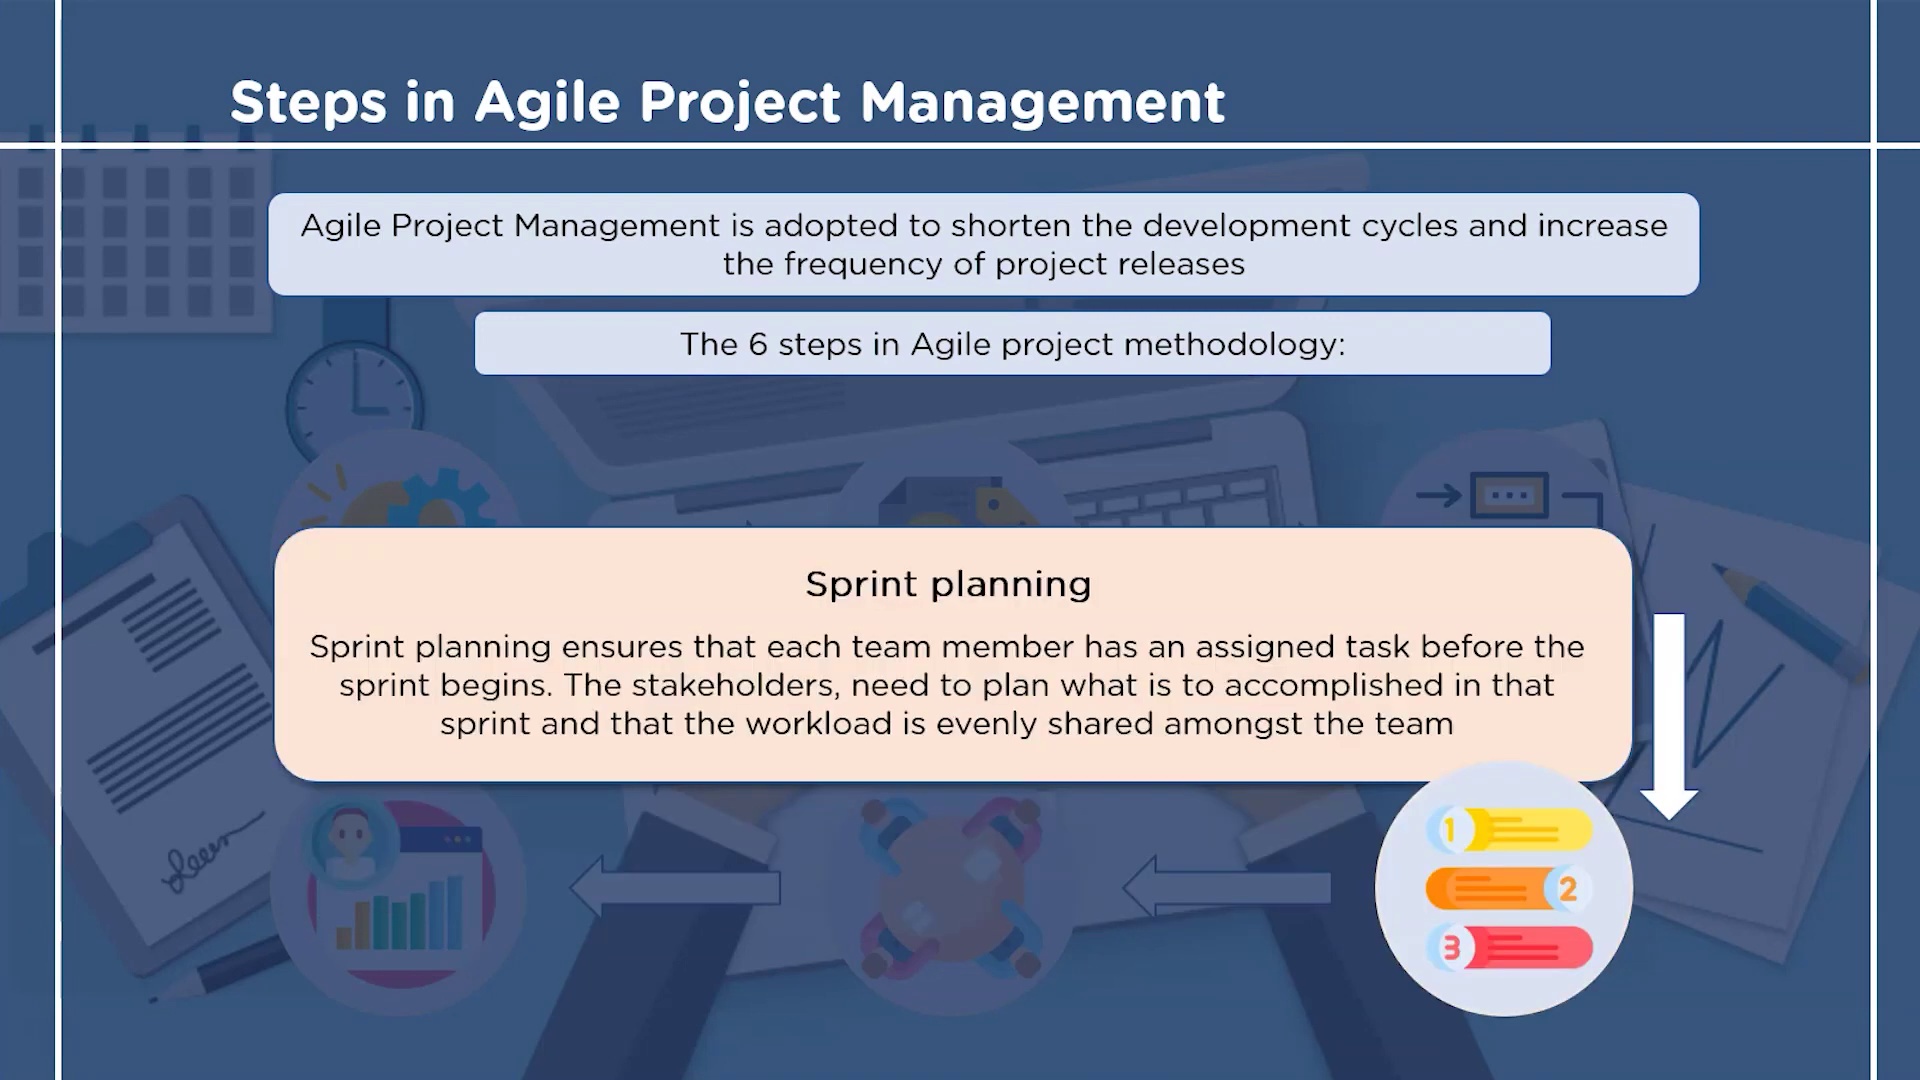 Steps in Agile Project Management
Agile Project Management is adopted to shorten the development cycles and increase
the frequency of project releases
The 6 steps in Agile project methodology:
Sprint planning
Sprint planning ensures that each team member has an assigned task before the
sprint begins. The stakeholders, need to plan what is to accomplished in that
sprint and that the workload is evenly shared amongst the team
1
2
3